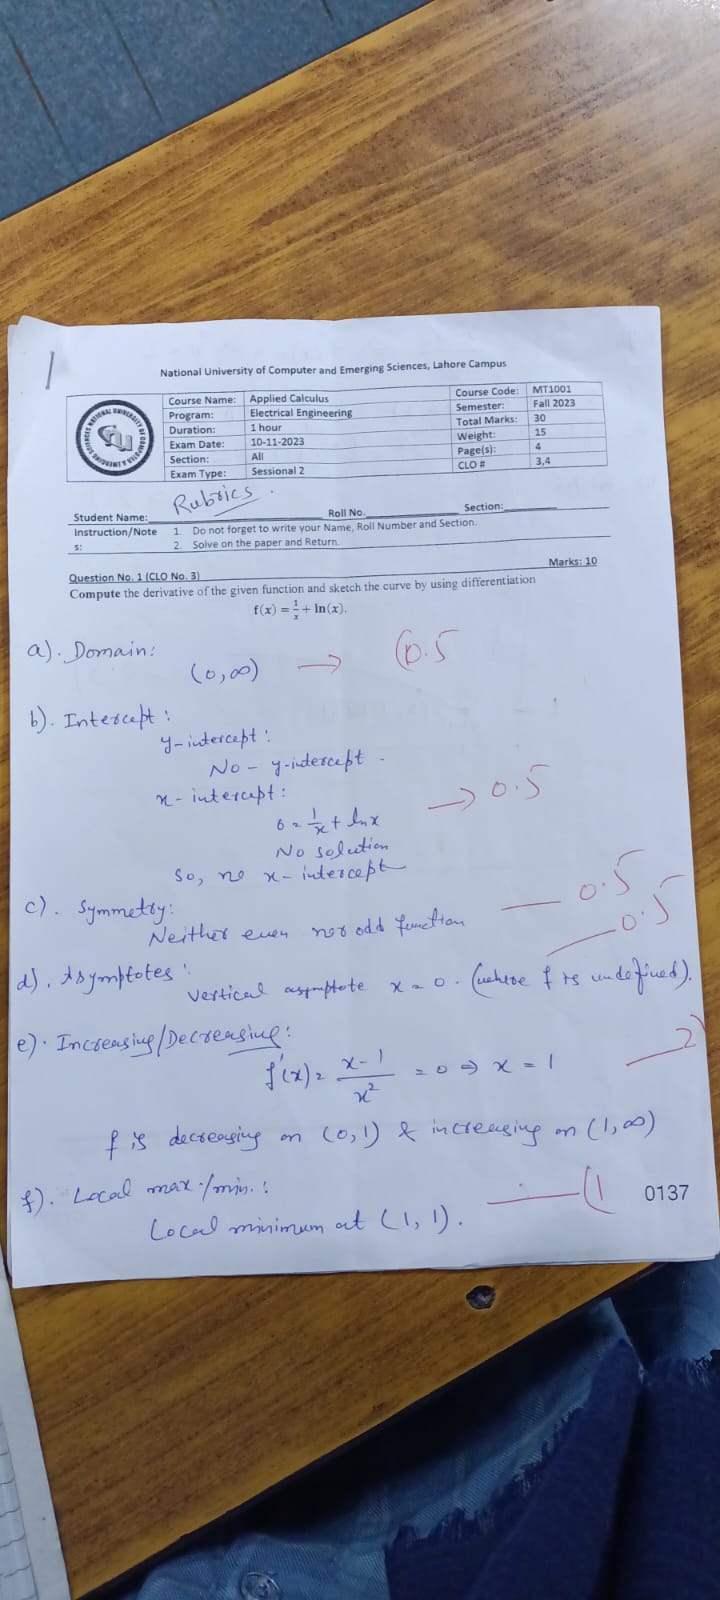 National University of Computer and Emerging Sciences, Lahore Campus
Course Name: Applied Calculus Course Code: MT1001
Program: Electrical Engineering Semester: Fall 2023
Duration: 1 hour Total Marks: 30
Exam Date: 10-11-2023 Weight: 15
Section: All Page(s): 4
Exam Type: Sessional 2 CLO # 3,4
Rubrics.
Student Name: Roll No. Section:
Instruction/Notes: 1. Do not forget to write your Name, Roll Number and Section.
2. Solve on the paper and Return.
Question No. 1 (CLO No. 3) Marks: 10
Compute the derivative of the given function and sketch the curve by using differentiation
f(x) = 1/x + ln(x).
a). Domain:
(0,∞) → 0.5
b). Intercept:
y-intercept:
No - y-intercept.
x-intercept: → 0.5
0 = 1/x + ln x
No solution
So, no x-intercept
c). Symmetry:
Neither even nor odd function 0.5
d). Asymptotes: 0.5
Vertical asymptote x = 0. (where f is undefined).
e). Increasing/Decreasing:
f'(x) = x-1/x² = 0 ⇒ x = 1 2
f is decreasing on (0,1) & increasing on (1,∞)
f). Local max./min.: 1
Local minimum at (1,1).
0137